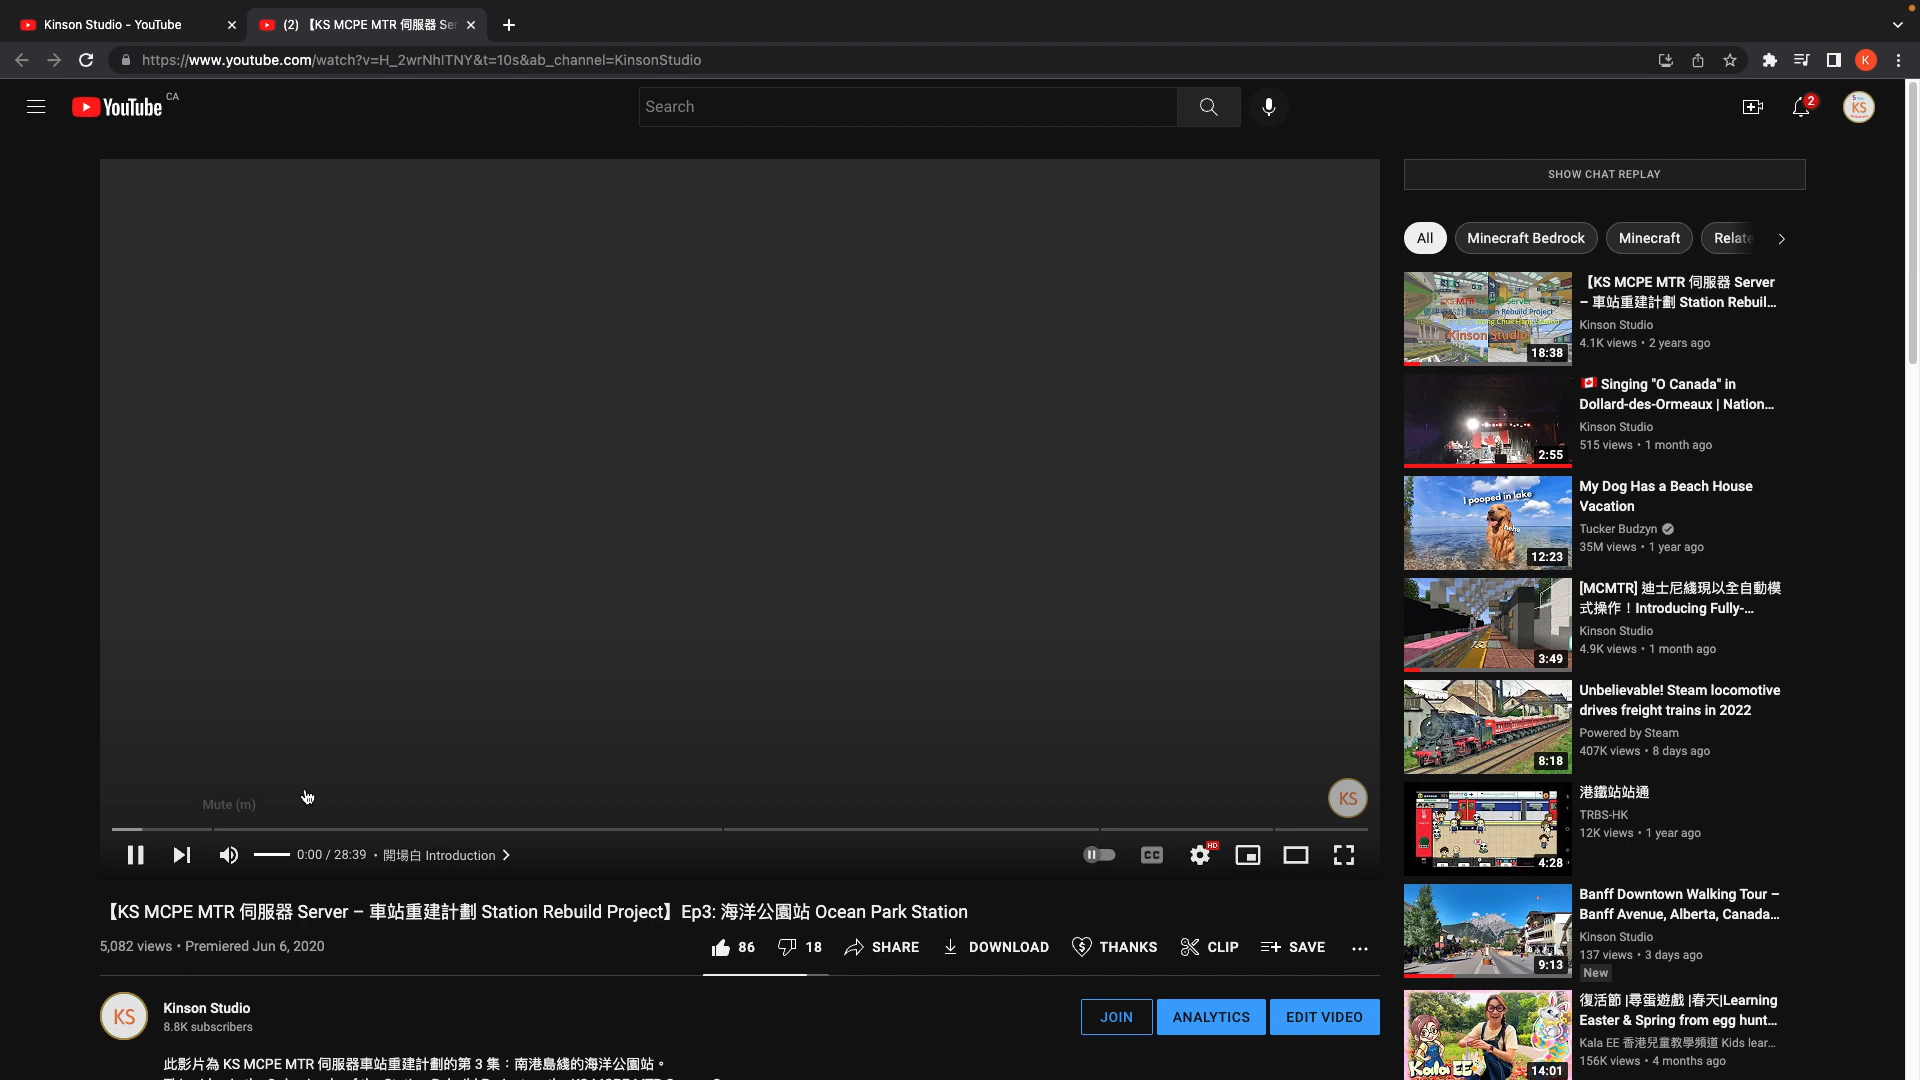 Kinson Studio - YouTube
(2) 【KS MCPE MTR 伺服器 Ser
https://www.youtube.com/watch?v=H_2wrNhITNY&t=10s&ab_channel=KinsonStudio
K
YouTube CA
Search
2
KS
SHOW CHAT REPLAY
All
Minecraft Bedrock
Minecraft
Relate
【KS MCPE MTR 伺服器 Server
– 車站重建計劃 Station Rebuil...
Kinson Studio
4.1K views • 2 years ago
Kinson Studio
18:38
Singing "O Canada" in
Dollard-des-Ormeaux | Nation...
Kinson Studio
515 views • 1 month ago
2:55
My Dog Has a Beach House
Vacation
Tucker Budzyn
35M views • 1 year ago
I pooped in lake
hehe
12:23
[MCMTR] 迪士尼綫現以全自動模
式操作！Introducing Fully-...
Kinson Studio
4.9K views • 1 month ago
3:49
Unbelievable! Steam locomotive
drives freight trains in 2022
Powered by Steam
407K views • 8 days ago
8:18
港鐵站站通
TRBS-HK
12K views • 1 year ago
4:28
Banff Downtown Walking Tour –
Banff Avenue, Alberta, Canada...
Kinson Studio
137 views • 3 days ago
New
9:13
復活節 |尋蛋遊戲 |春天|Learning
Easter & Spring from egg hunt...
Kala EE 香港兒童教學頻道 Kids lear...
156K views • 4 months ago
Kala EE
14:01
Mute (m)
KS
0:00 / 28:39 • 開場白 Introduction
CC
HD
【KS MCPE MTR 伺服器 Server – 車站重建計劃 Station Rebuild Project】Ep3: 海洋公園站 Ocean Park Station
5,082 views • Premiered Jun 6, 2020
86
18
SHARE
DOWNLOAD
THANKS
CLIP
SAVE
KS
Kinson Studio
8.8K subscribers
JOIN
ANALYTICS
EDIT VIDEO
此影片為 KS MCPE MTR 伺服器車站重建計劃的第 3 集：南港島綫的海洋公園站。